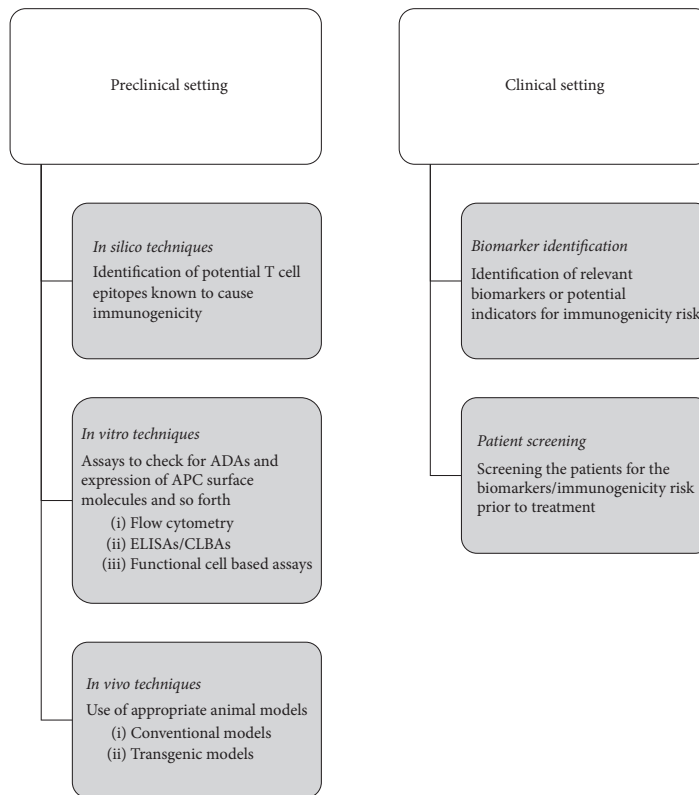 Preclinical setting
In silico techniques
Identification of potential T cell
epitopes known to cause
immunogenicity
In vitro techniques
Assays to check for ADAs and
expression of APC surface
molecules and so forth
(i) Flow cytometry
(ii) ELISAs/CLBAs
(iii) Functional cell based assays
In vivo techniques
Use of appropriate animal models
(i) Conventional models
(ii) Transgenic models
Clinical setting
Biomarker identification
Identification of relevant
biomarkers or potential
indicators for immunogenicity risk
Patient screening
Screening the patients for the
biomarkers/immunogenicity risk
prior to treatment